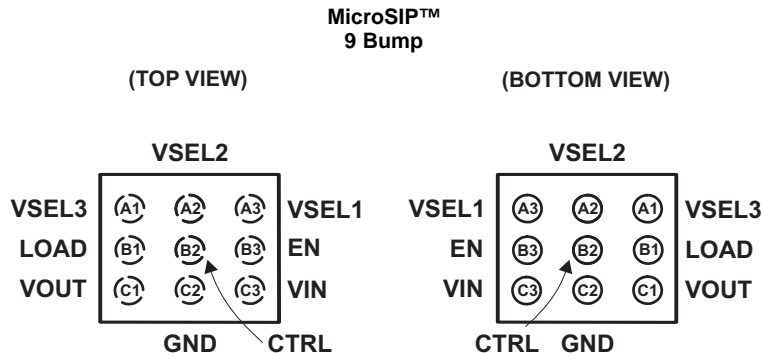 MicroSIP™
9 Bump
(TOP VIEW)
VSEL2
VSEL3 A1 A2 A3 VSEL1
LOAD B1 B2 B3 EN
VOUT C1 C2 C3 VIN
GND CTRL
(BOTTOM VIEW)
VSEL2
VSEL1 A3 A2 A1 VSEL3
EN B3 B2 B1 LOAD
VIN C3 C2 C1 VOUT
CTRL GND